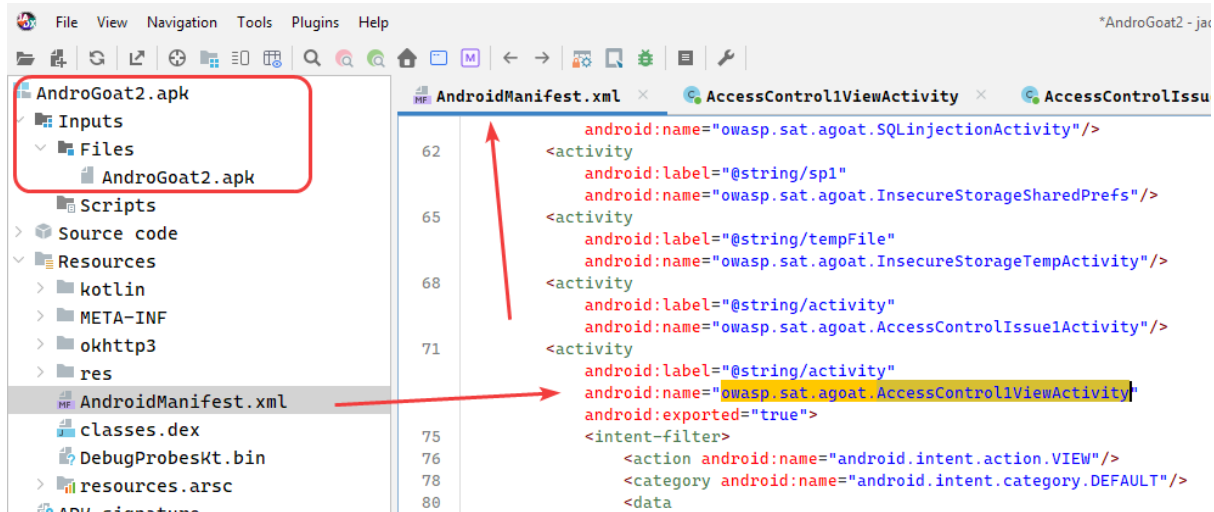 File View Navigation Tools Plugins Help *AndroGoat2 - jac
AndroGoat2.apk
Inputs
Files
AndroGoat2.apk
Scripts
Source code
Resources
kotlin
META-INF
okhttp3
res
MF AndroidManifest.xml
classes.dex
DebugProbesKt.bin
resources.arsc
APK signature
MF AndroidManifest.xml × AccessControl1ViewActivity × AccessControlIssu
android:name="owasp.sat.agoat.SQLinjectionActivity"/>
62 <activity
android:label="@string/sp1"
android:name="owasp.sat.agoat.InsecureStorageSharedPrefs"/>
65 <activity
android:label="@string/tempFile"
android:name="owasp.sat.agoat.InsecureStorageTempActivity"/>
68 <activity
android:label="@string/activity"
android:name="owasp.sat.agoat.AccessControlIssue1Activity"/>
71 <activity
android:label="@string/activity"
android:name="owasp.sat.agoat.AccessControl1ViewActivity"
android:exported="true">
75 <intent-filter>
76 <action android:name="android.intent.action.VIEW"/>
78 <category android:name="android.intent.category.DEFAULT"/>
80 <data